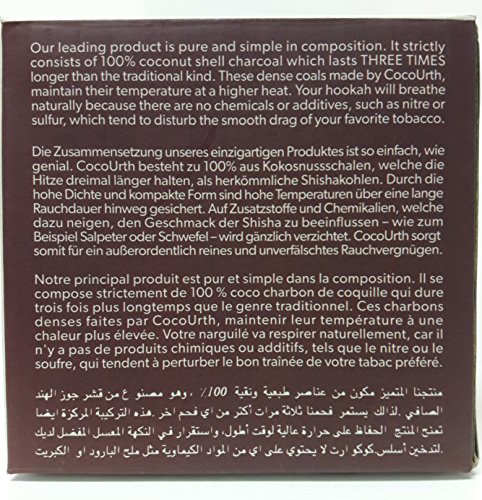 Our leading product is pure and simple in composition. It strictly
consists of 100% coconut shell charcoal which lasts THREE TIMES
longer than the traditional kind. These dense coals made by CocoUrth,
maintain their temperature at a higher heat. Your hookah will breathe
naturally because there are no chemicals or additives, such as nitre or
sulfur, which tend to disturb the smooth drag of your favorite tobacco.
Die Zusammensetzung unseres einzigartigen Produktes ist so einfach, wie
genial. CocoUrth besteht zu 100% aus Kokosnussschalen, welche die
Hitze dreimal länger halten, als herkömmliche Shishakohlen. Durch die
hohe Dichte und kompakte Form sind hohe Temperaturen über eine lange
Rauchdauer hinweg gesichert. Auf Zusatzstoffe und Chemikalien, welche
dazu neigen, den Geschmack der Shisha zu beeinflussen – wie zum
Beispiel Salpeter oder Schwefel – wird gänzlich verzichtet. CocoUrth sorgt
somit für ein außerordentlich reines und unverfälschtes Rauchvergnügen.
Notre principal produit est pur et simple dans la composition. Il se
compose strictement de 100 % coco charbon de coquille qui dure
trois fois plus longtemps que le genre traditionnel. Ces charbons
denses faites par CocoUrth, maintenir leur température à une
chaleur plus élevée. Votre narguilé va respirer naturellement, car il
n'y a pas de produits chimiques ou additifs, tels que le nitre ou le
soufre, qui tendent à perturber le bon traînée de votre tabac préféré.
منتجنا المتميز مكون من عناصر طبعية ونقية 100٪، وهو مصنوع من قشر جوز الهند
الصافي .لذالك يستمر فحمنا ثلاثة مرات أكثر من اي فحم اخر. هذه التركيبة المركزة ايضا
تمنح المنتج الحفاظ على حرارة عالية لوقت أطول، واستقرار في النكهة المعسل المفضل لديك
لتدخين أسلس.كوكو ارت لا يحتوي على اي من المواد الكيماوية مثل ملح البارود او الكبريت